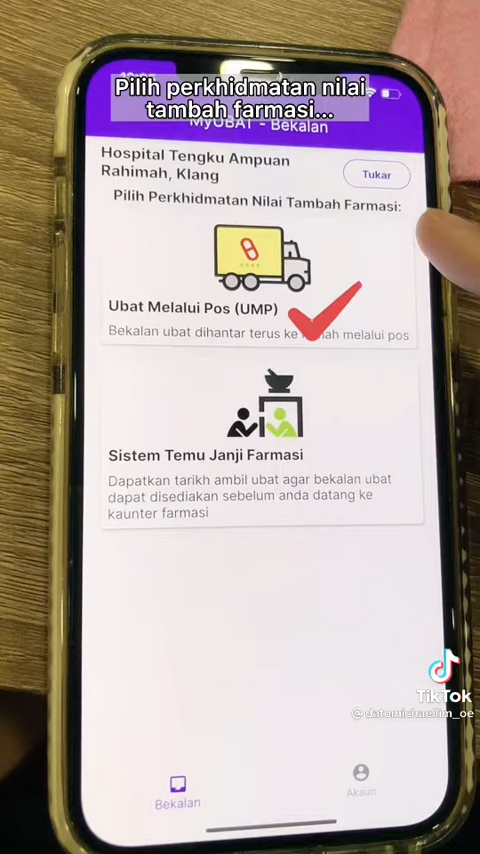 Pilih perkhidmatan nilai
tambah farmasi...
MyUBAT - Bekalan
Hospital Tengku Ampuan
Rahimah, Klang
Tukar
Pilih Perkhidmatan Nilai Tambah Farmasi:
Ubat Melalui Pos (UMP)
Bekalan ubat dihantar terus ke melalui pos
Sistem Temu Janji Farmasi
Dapatkan tarikh ambil ubat agar bekalan ubat
dapat disediakan sebelum anda datang ke
kaunter farmasi
TikTok
@datomichaellim_oe
Bekalan
Akaun